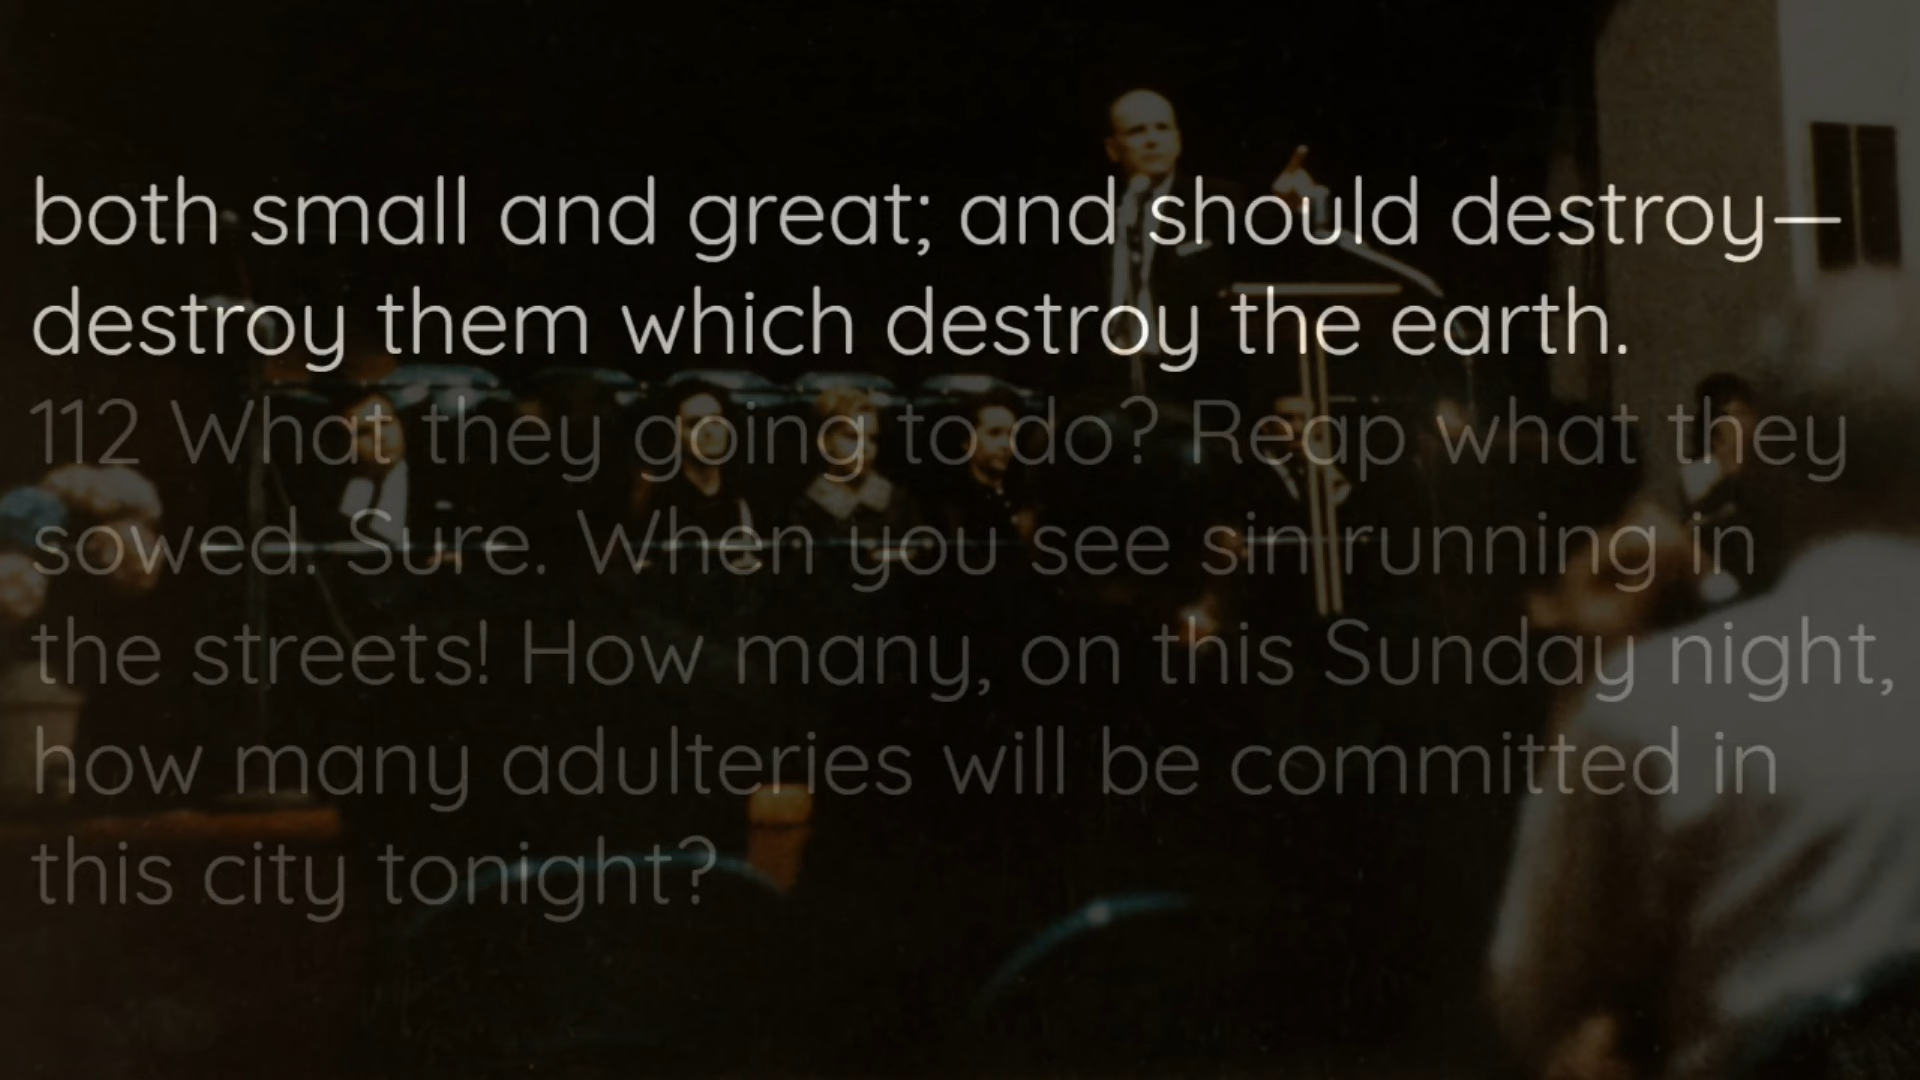 both small and great; and should destroy—
destroy them which destroy the earth.
112 What they going to do? Reap what they
sowed. Sure. When you see sin running in
the streets! How many, on this Sunday night,
how many adulteries will be committed in
this city tonight?